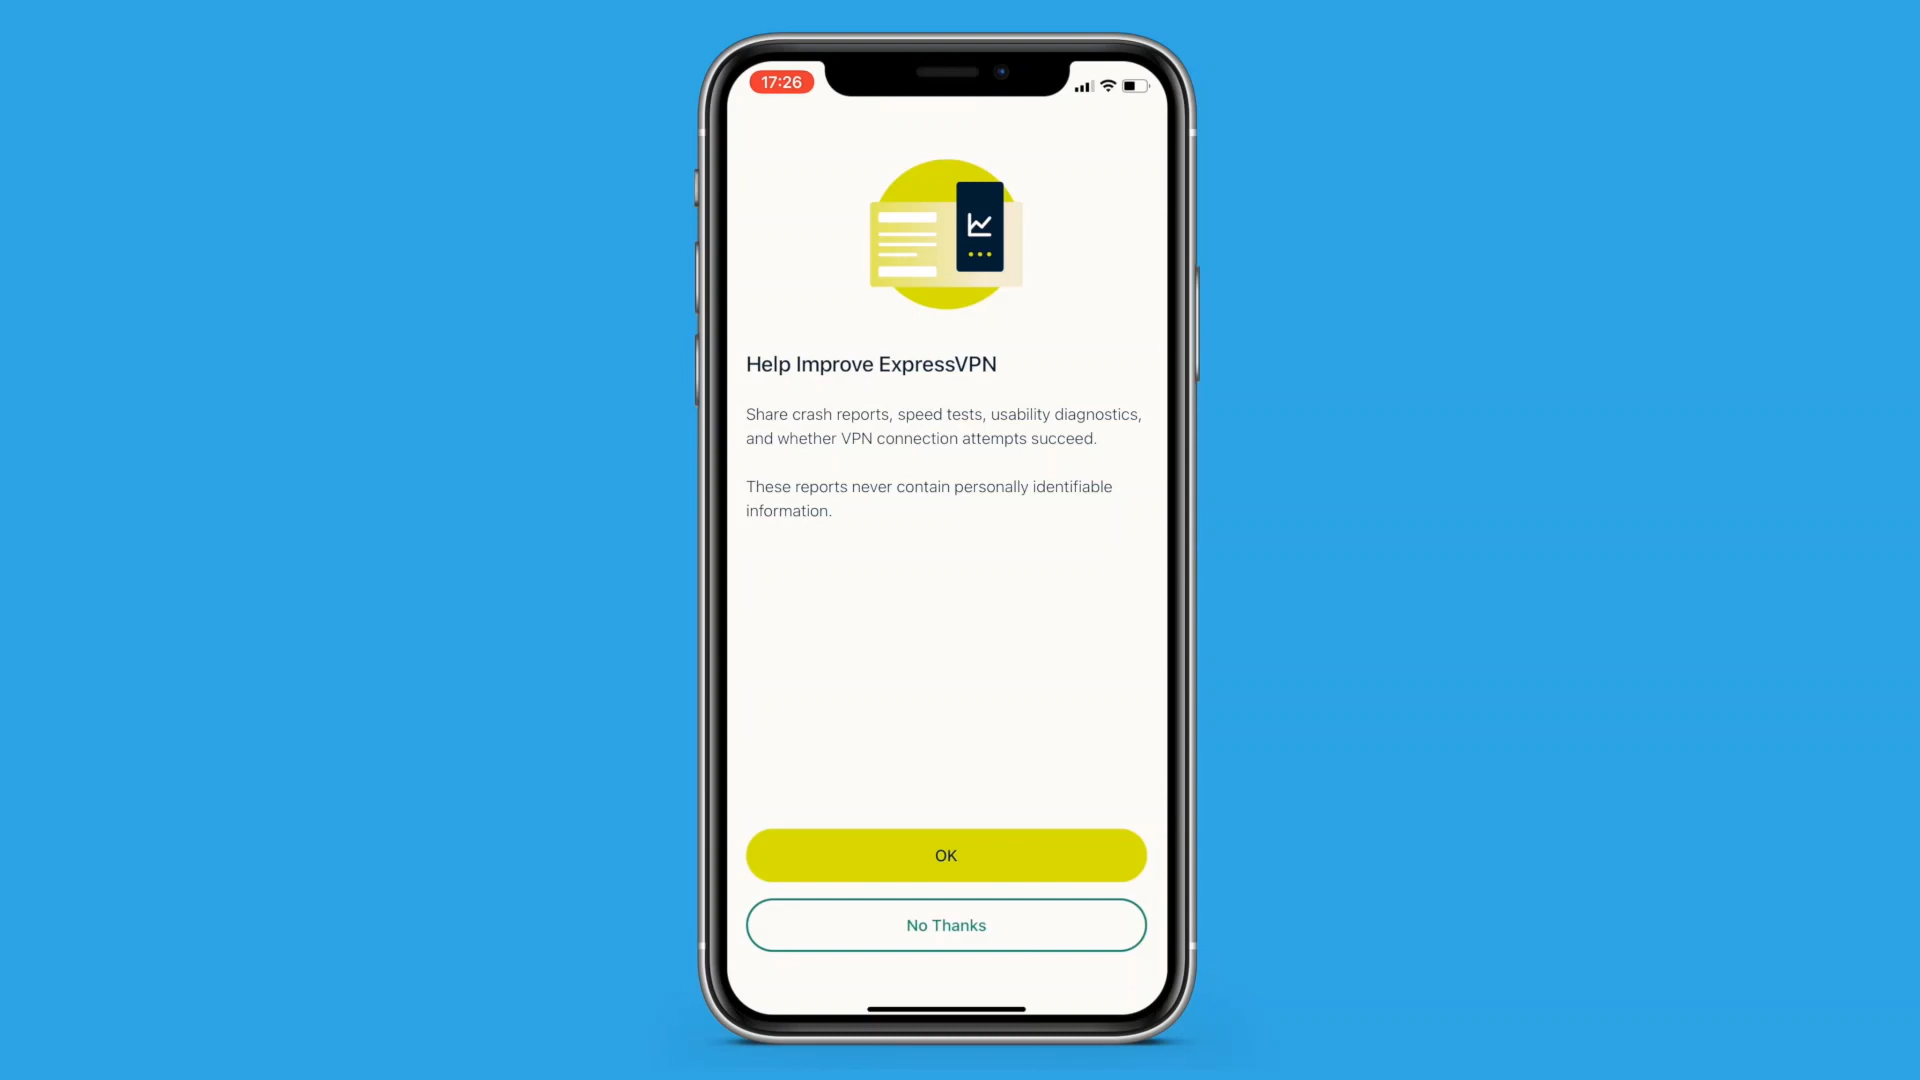 17:26
Help Improve ExpressVPN
Share crash reports, speed tests, usability diagnostics,
and whether VPN connection attempts succeed.
These reports never contain personally identifiable
information.
OK
No Thanks